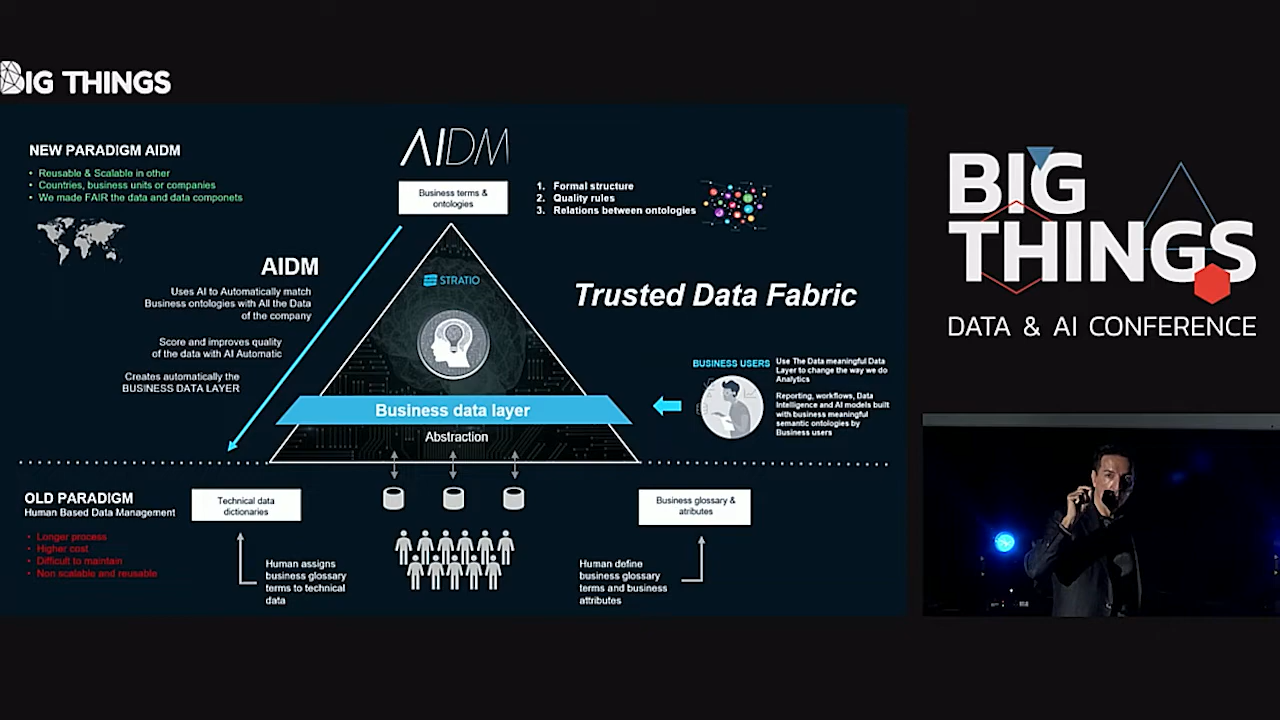 BIG THINGS
NEW PARADIGM AIDM
• Reusable & Scalable in other
• Countries, business units or companies
• We made FAIR the data and data componets
AIDM
Business terms &
ontologies
1. Formal structure
2. Quality rules
3. Relations between ontologies
AIDM
Uses AI to Automatically match
Business ontologies with All the Data
of the company
Score and improves quality
of the data with AI Automatic
Creates automatically the
BUSINESS DATA LAYER
STRATIO
Trusted Data Fabric
BUSINESS USERS
Use The Data meaningful Data
Layer to change the way we do
Analytics
Reporting, workflows, Data
Intelligence and AI models built
with business meaningful
semantic ontologies by
Business users
Business data layer
Abstraction
OLD PARADIGM
Human Based Data Management
• Longer process
• Higher cost
• Difficult to maintain
• Non scalable and reusable
Technical data
dictionaries
Human assigns
business glossary
terms to technical
data
Business glossary &
atributes
Human define
business glossary
terms and business
attributes
BIG
THINGS
DATA & AI CONFERENCE